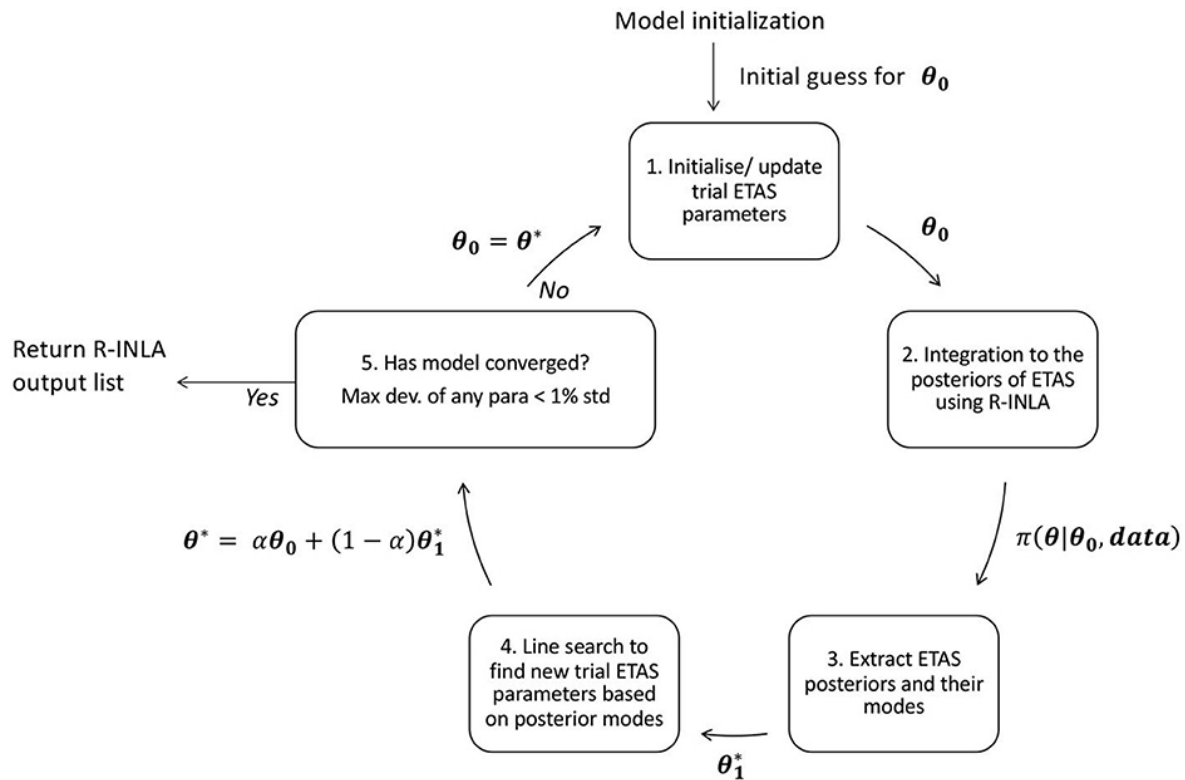 Model initialization
Initial guess for θ₀
1. Initialise/ update
trial ETAS
parameters
θ₀
2. Integration to the
posteriors of ETAS
using R-INLA
π(θ|θ₀, data)
3. Extract ETAS
posteriors and their
modes
θ₁*
4. Line search to
find new trial ETAS
parameters based
on posterior modes
θ* = αθ₀ + (1 − α)θ₁*
5. Has model converged?
Max dev. of any para < 1% std
No
θ₀ = θ*
Yes
Return R-INLA
output list